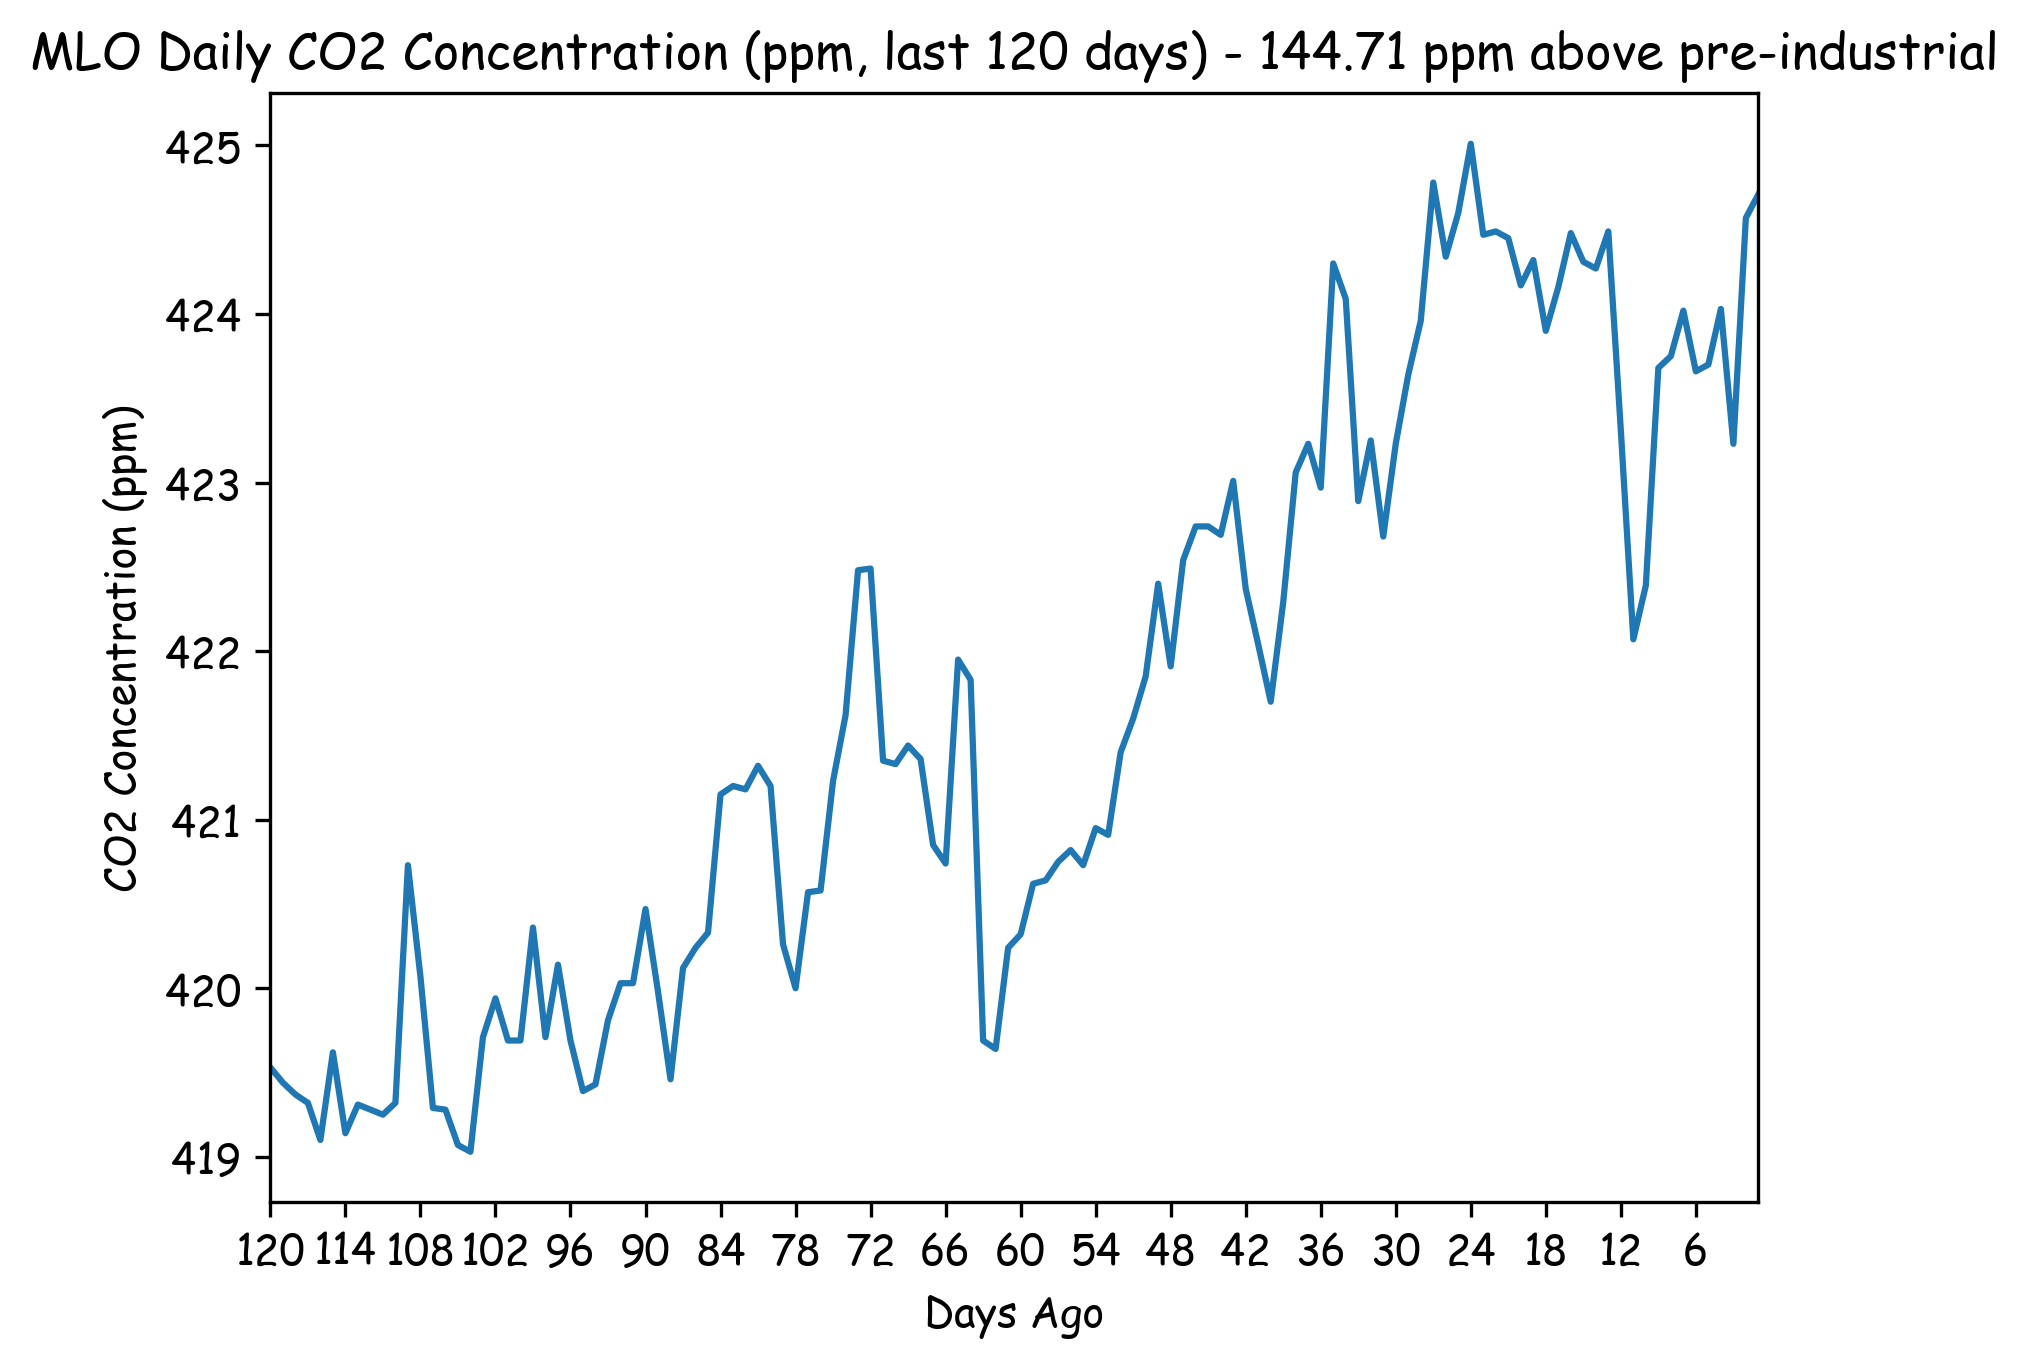 MLO Daily CO2 Concentration (ppm, last 120 days) - 144.71 ppm above pre-industrial
425
424
423
422
421
420
419
CO2 Concentration (ppm)
120 114 108 102 96 90 84 78 72 66 60 54 48 42 36 30 24 18 12 6
Days Ago